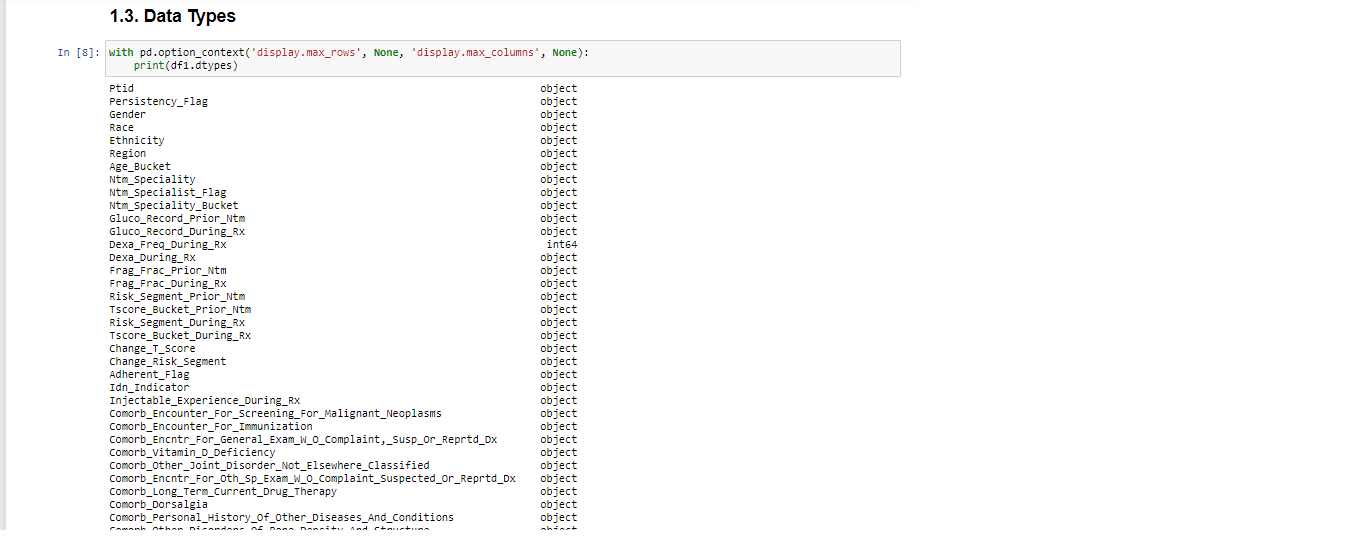 1.3. Data Types
In [8]: with pd.option_context('display.max_rows', None, 'display.max_columns', None):
print(df1.dtypes)
Ptid object
Persistency_Flag object
Gender object
Race object
Ethnicity object
Region object
Age_Bucket object
Ntm_Speciality object
Ntm_Specialist_Flag object
Ntm_Speciality_Bucket object
Gluco_Record_Prior_Ntm object
Gluco_Record_During_Rx object
Dexa_Freq_During_Rx int64
Dexa_During_Rx object
Frag_Frac_Prior_Ntm object
Frag_Frac_During_Rx object
Risk_Segment_Prior_Ntm object
Tscore_Bucket_Prior_Ntm object
Risk_Segment_During_Rx object
Tscore_Bucket_During_Rx object
Change_T_Score object
Change_Risk_Segment object
Adherent_Flag object
Idn_Indicator object
Injectable_Experience_During_Rx object
Comorb_Encounter_For_Screening_For_Malignant_Neoplasms object
Comorb_Encounter_For_Immunization object
Comorb_Encntr_For_General_Exam_W_O_Complaint,_Susp_Or_Reprtd_Dx object
Comorb_Vitamin_D_Deficiency object
Comorb_Other_Joint_Disorder_Not_Elsewhere_Classified object
Comorb_Encntr_For_Oth_Sp_Exam_W_O_Complaint_Suspected_Or_Reprtd_Dx object
Comorb_Long_Term_Current_Drug_Therapy object
Comorb_Dorsalgia object
Comorb_Personal_History_Of_Other_Diseases_And_Conditions object
Comorb_Other_Disorders_Of_Bone_Density_And_Structure object